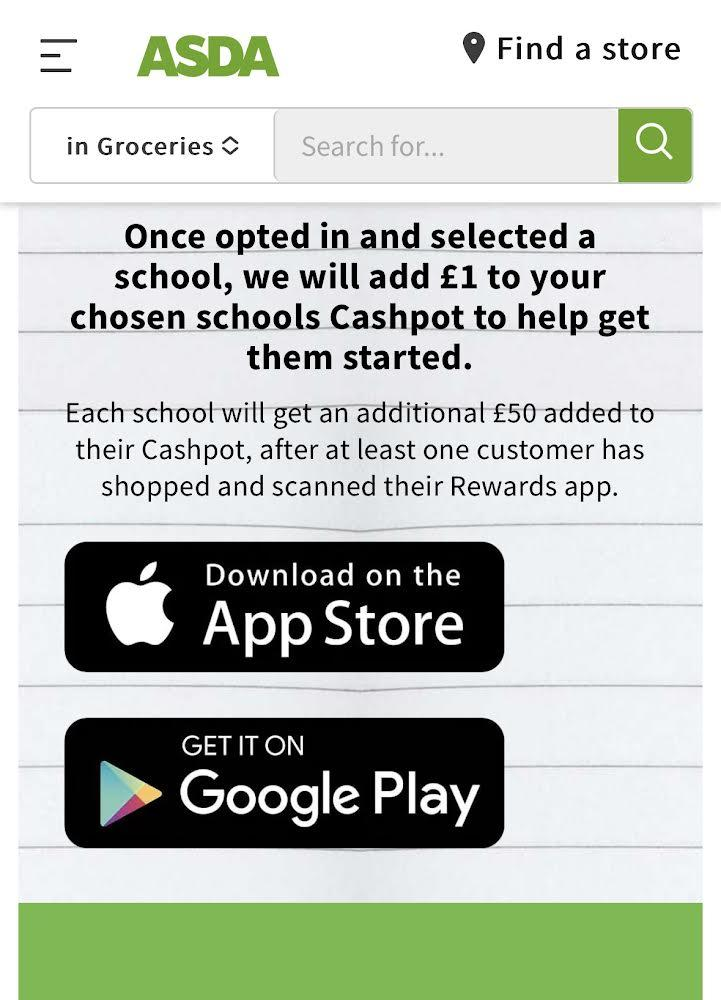 ASDA
Find a store
in Groceries
Search for...
Once opted in and selected a
school, we will add £1 to your
chosen schools Cashpot to help get
them started.
Each school will get an additional £50 added to
their Cashpot, after at least one customer has
shopped and scanned their Rewards app.
Download on the
App Store
GET IT ON
Google Play